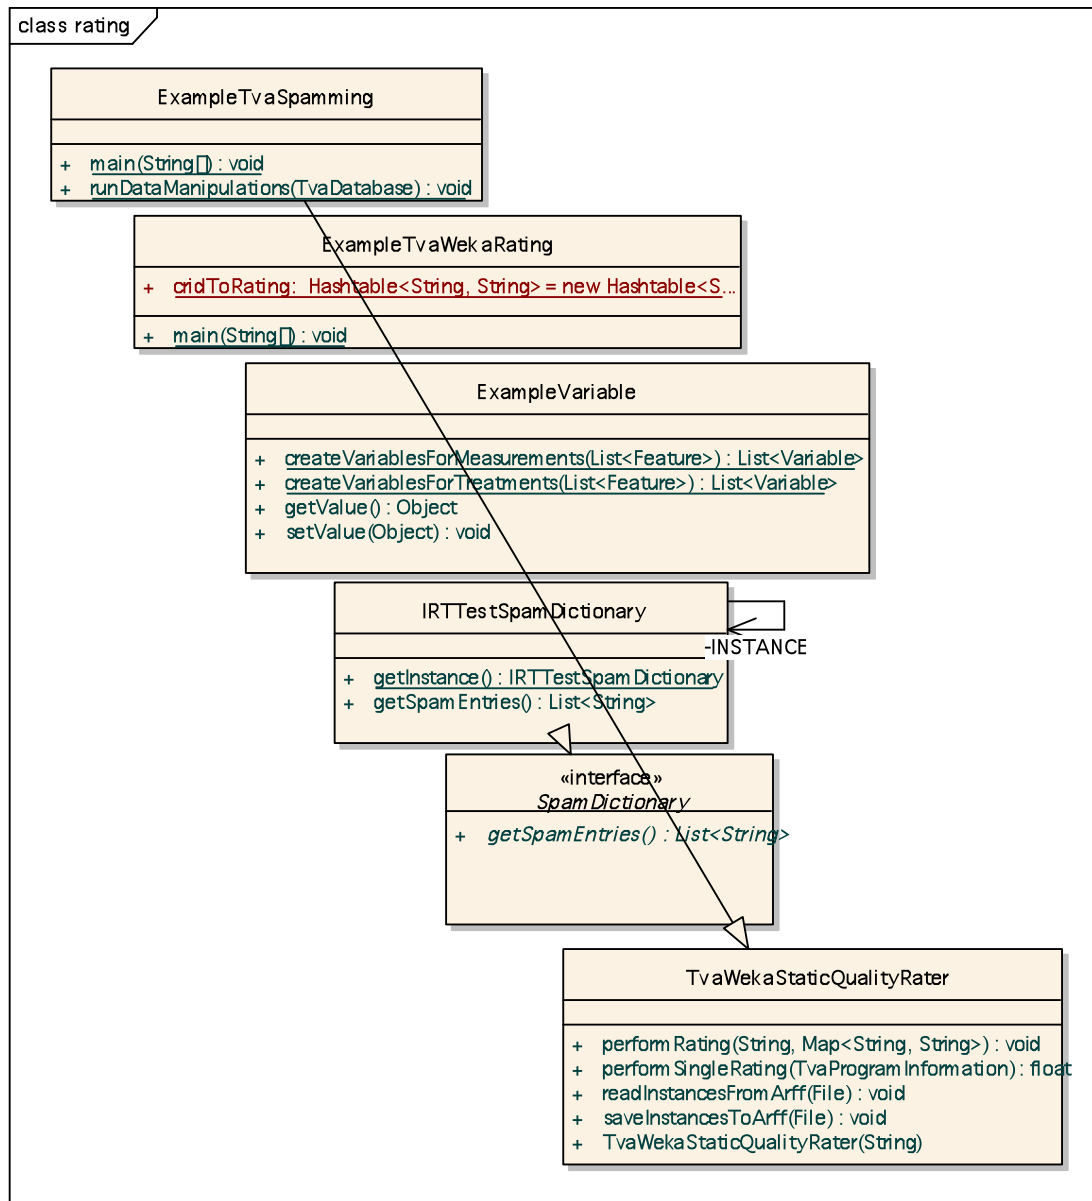 class rating
ExampleTvaSpamming
+ main(String[]) : void
+ runDataManipulations(TvaDatabase) : void
ExampleTvaWekaRating
+ cridToRating: Hashtable<String, String> = new Hashtable<S...
+ main(String[]) : void
ExampleVariable
+ createVariablesForMeasurements(List<Feature>) : List<Variable>
+ createVariablesForTreatments(List<Feature>) : List<Variable>
+ getValue() : Object
+ setValue(Object) : void
IRTTestSpamDictionary
-INSTANCE
+ getInstance() : IRTTestSpamDictionary
+ getSpamEntries() : List<String>
«interface»
SpamDictionary
+ getSpamEntries() : List<String>
TvaWekaStaticQualityRater
+ performRating(String, Map<String, String>) : void
+ performSingleRating(TvaProgramInformation) : float
+ readInstancesFromArff(File) : void
+ saveInstancesToArff(File) : void
+ TvaWekaStaticQualityRater(String)